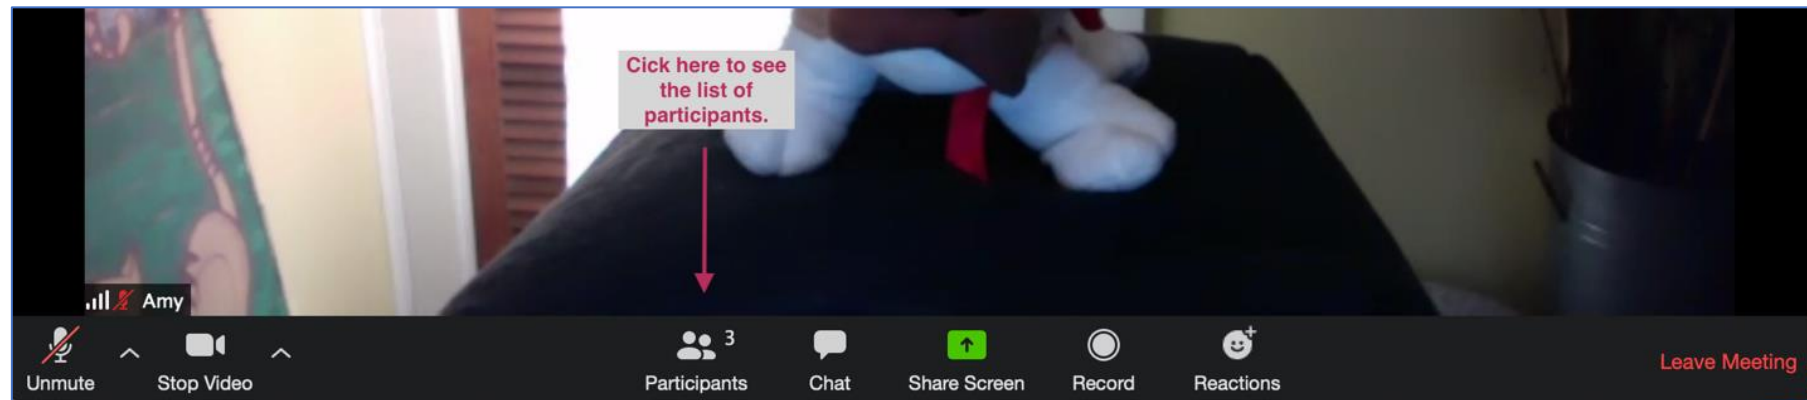 Cick here to see
the list of
participants.
Amy
3
Unmute
Stop Video
Participants
Chat
Share Screen
Record
Reactions
Leave Meeting